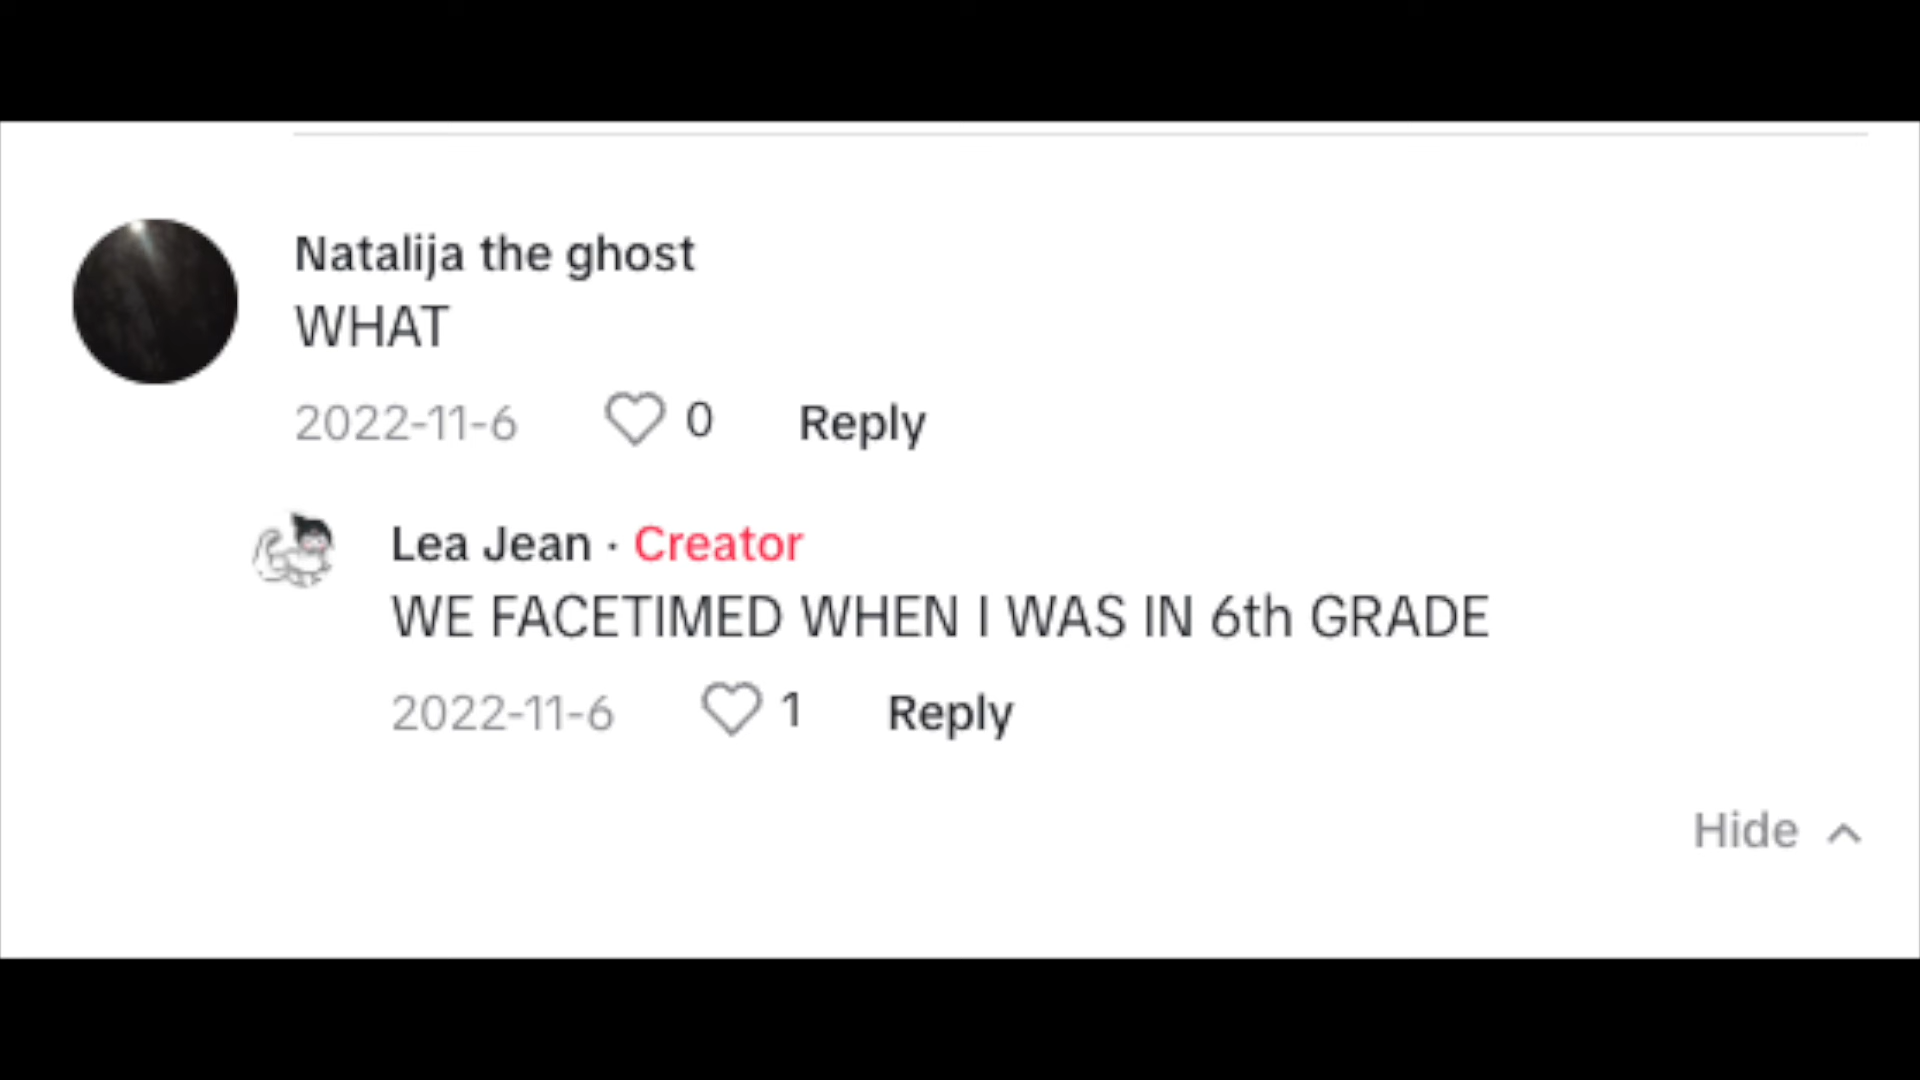 Natalija the ghost
WHAT
2022-11-6 0 Reply
Lea Jean · Creator
WE FACETIMED WHEN I WAS IN 6th GRADE
2022-11-6 1 Reply
Hide